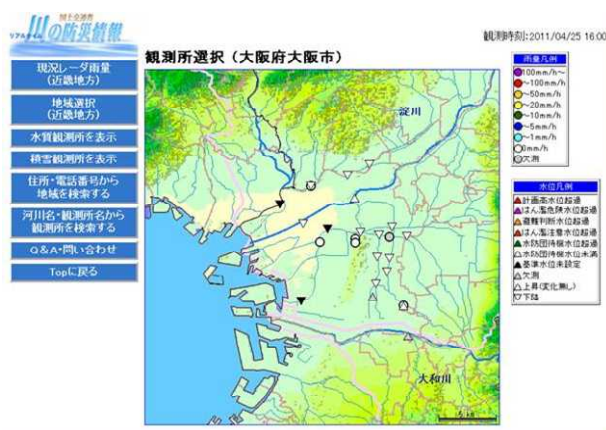 国土交通省
リアルタイム 川の防災情報
観測時刻:2011/04/25 16:00
現況レーダ雨量
(近畿地方)
地域選択
(近畿地方)
水質観測所を表示
積雪観測所を表示
住所・電話番号から
地域を検索する
河川名・観測所名から
観測所を検索する
Q&A・問い合わせ
Topに戻る
観測所選択(大阪府大阪市)
淀川
大和川
雨量凡例
100mm/h~
~100mm/h
~50mm/h
~20mm/h
~10mm/h
~5mm/h
~1mm/h
0mm/h
欠測
水位凡例
計画高水位超過
はん濫危険水位超過
避難判断水位超過
はん濫注意水位超過
水防団待機水位超過
水防団待機水位未満
基準水位未設定
欠測
上昇(変化無し)
下降